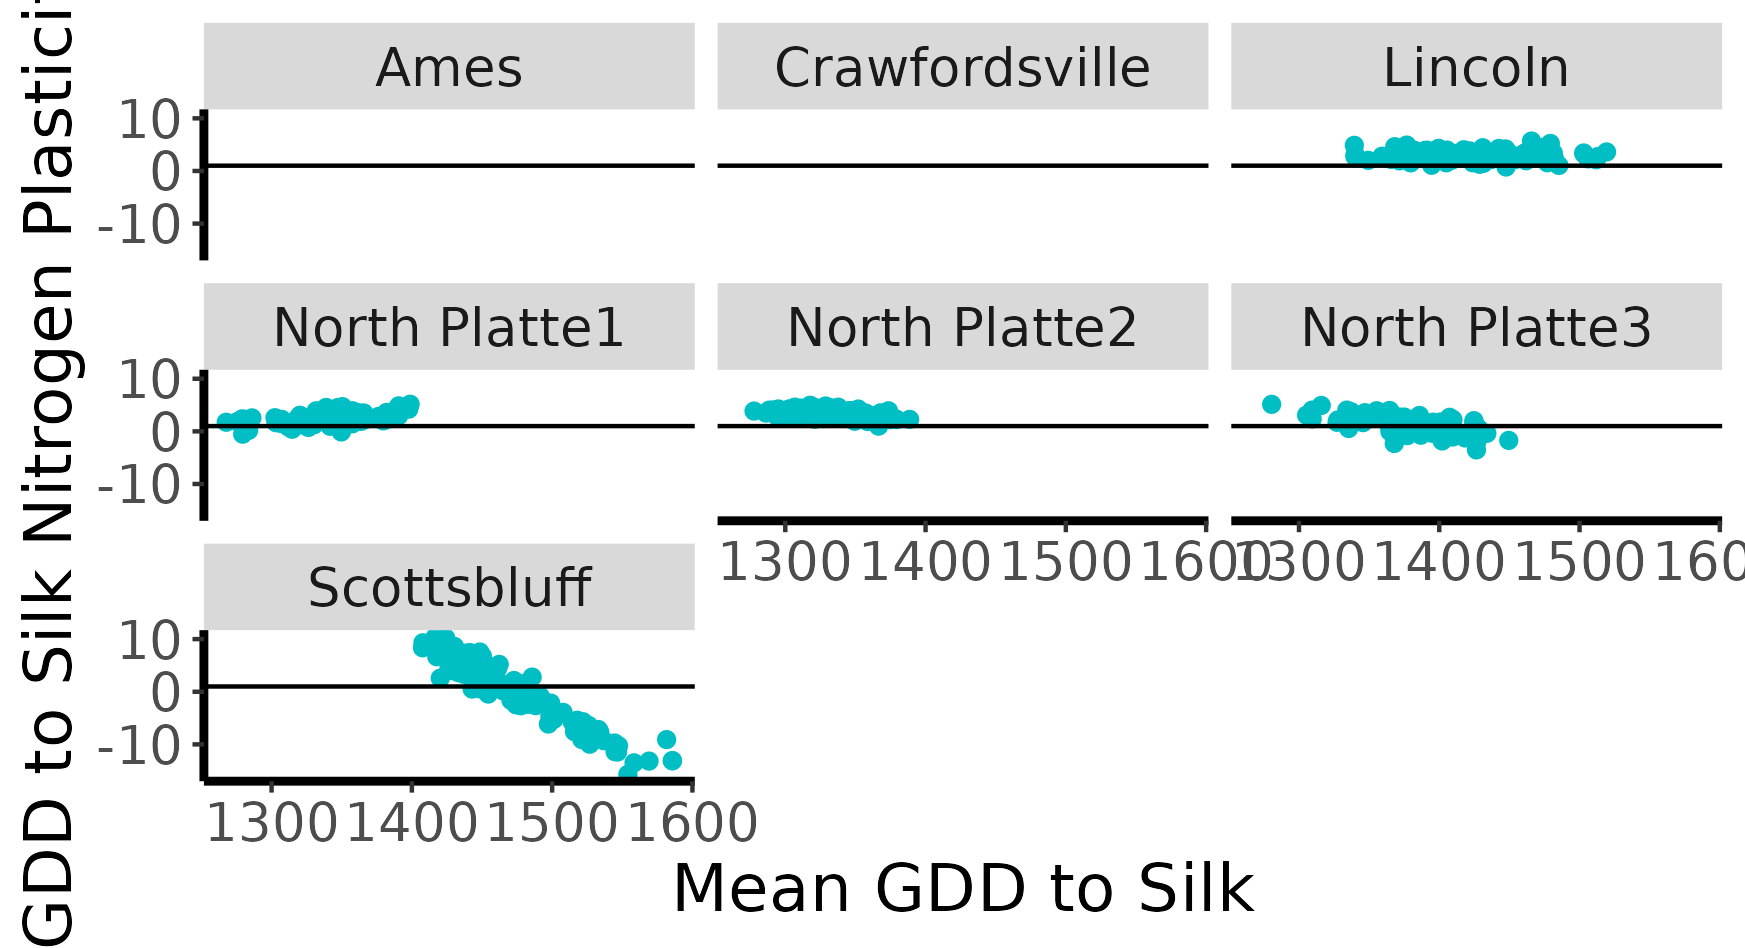 GDD to Silk Nitrogen Plastici
Ames Crawfordsville Lincoln
10
0
-10
North Platte1 North Platte2 North Platte3
10
0
-10
1300 1400 1500 1600 1300 1400 1500 160
Scottsbluff
10
0
-10
1300 1400 1500 1600
Mean GDD to Silk